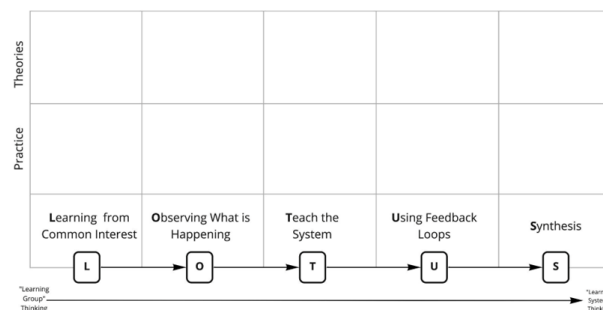 Theories
Practice
Learning from
Common Interest
Observing What is
Happening
Teach the
System
Using Feedback
Loops
Synthesis
L
O
T
U
S
"Learning
Group"
Thinking